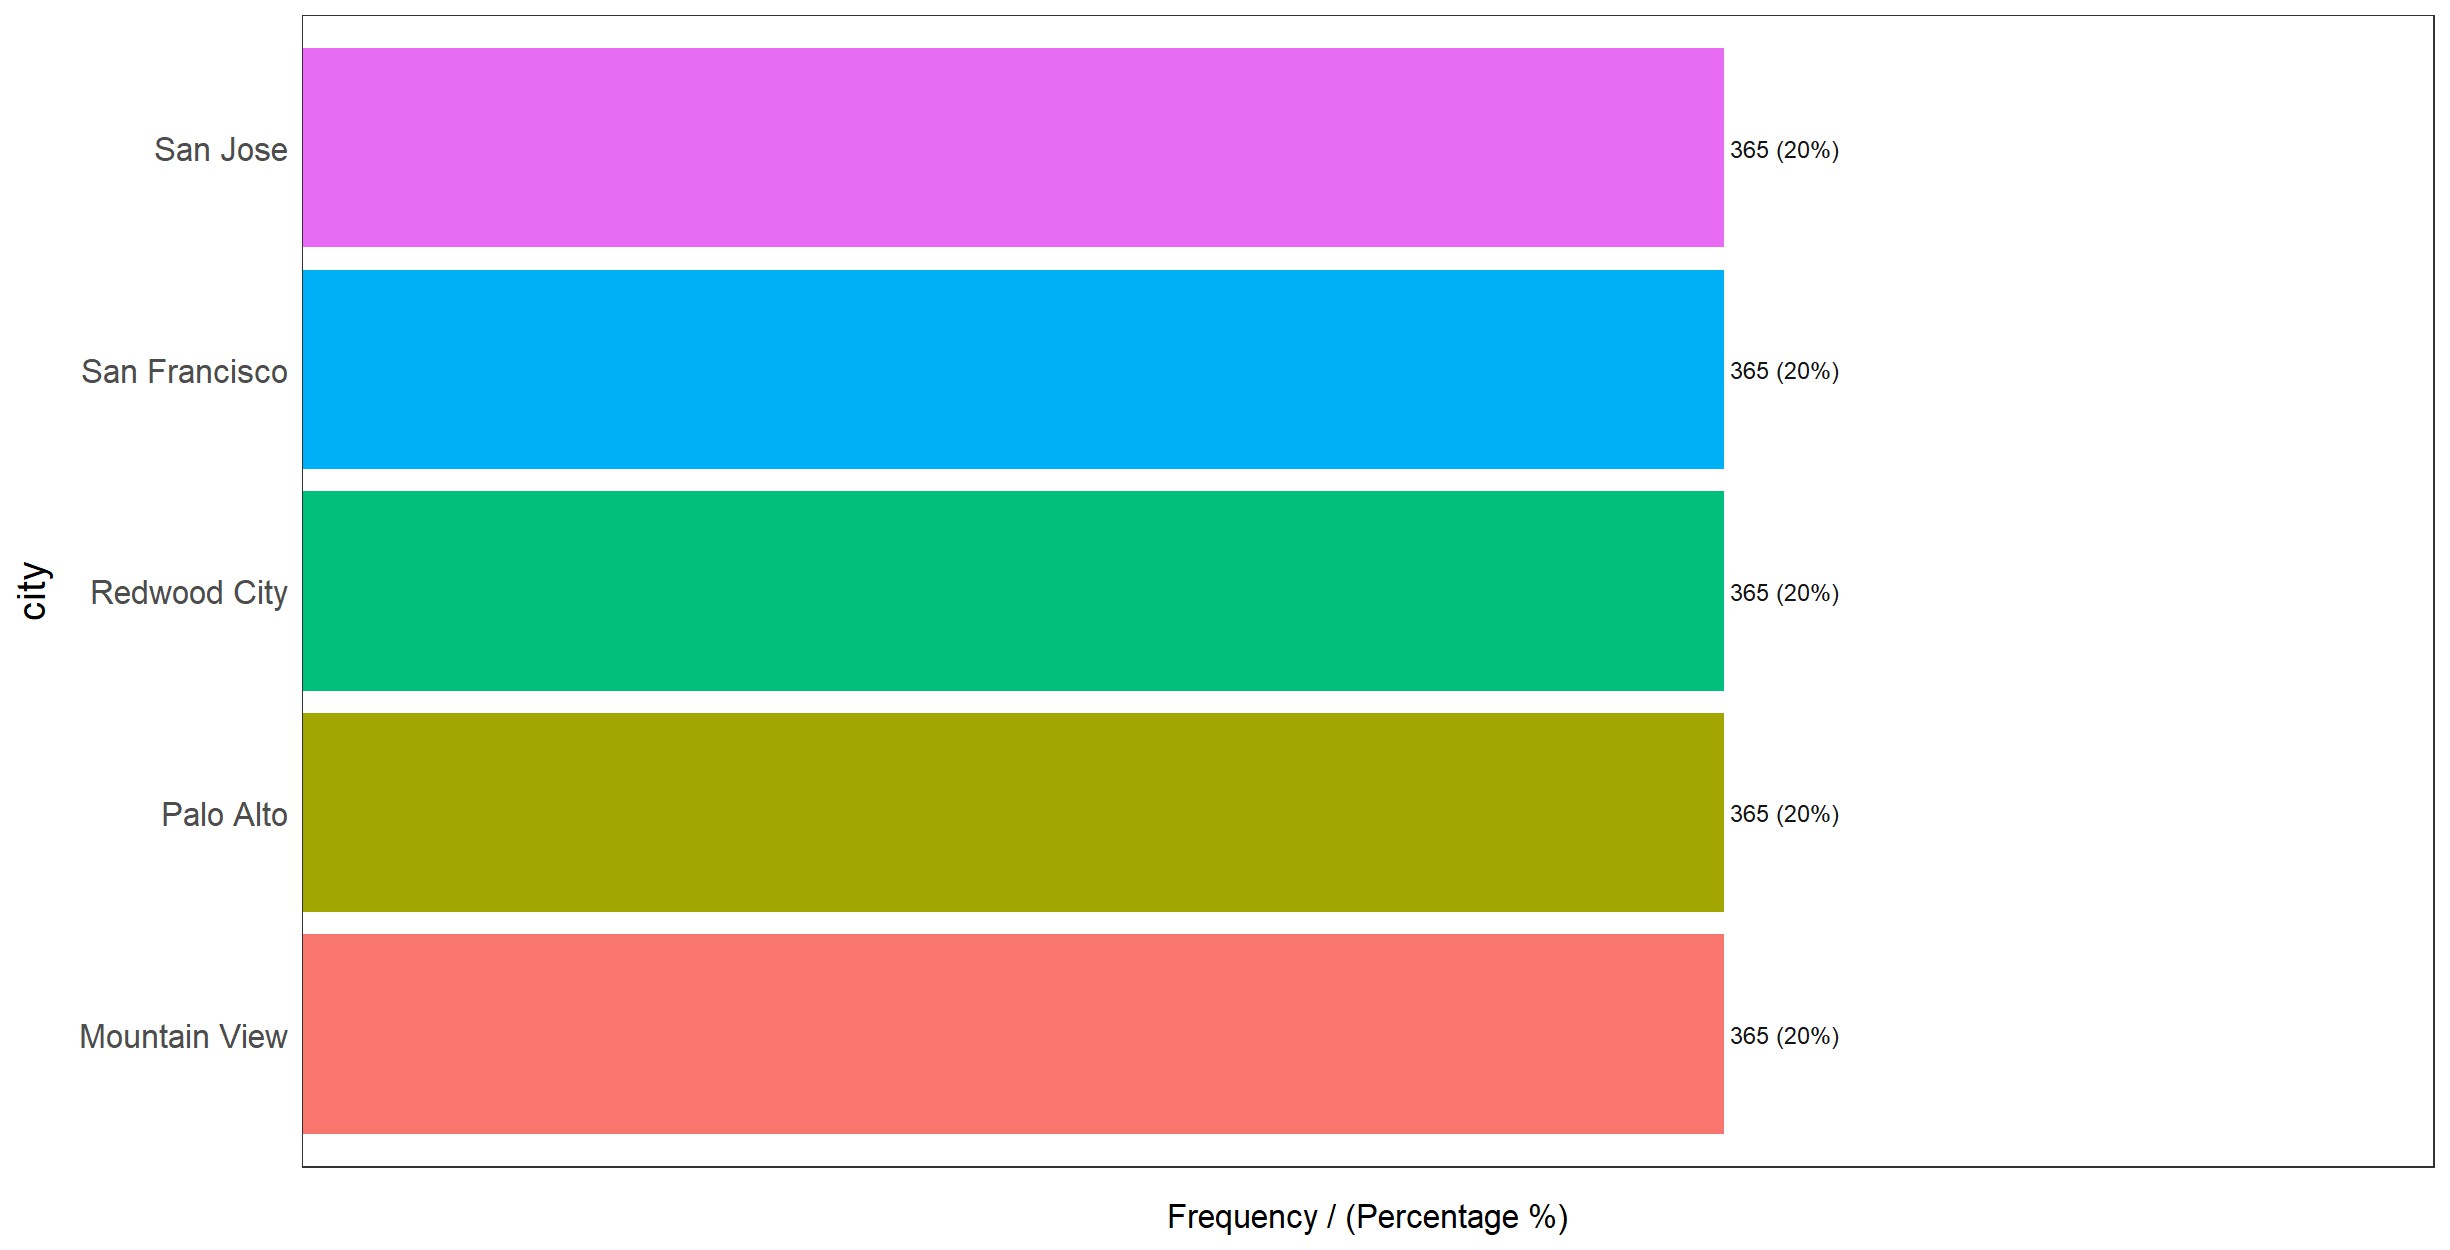 San Jose 365 (20%)
San Francisco 365 (20%)
city
Redwood City 365 (20%)
Palo Alto 365 (20%)
Mountain View 365 (20%)
Frequency / (Percentage %)